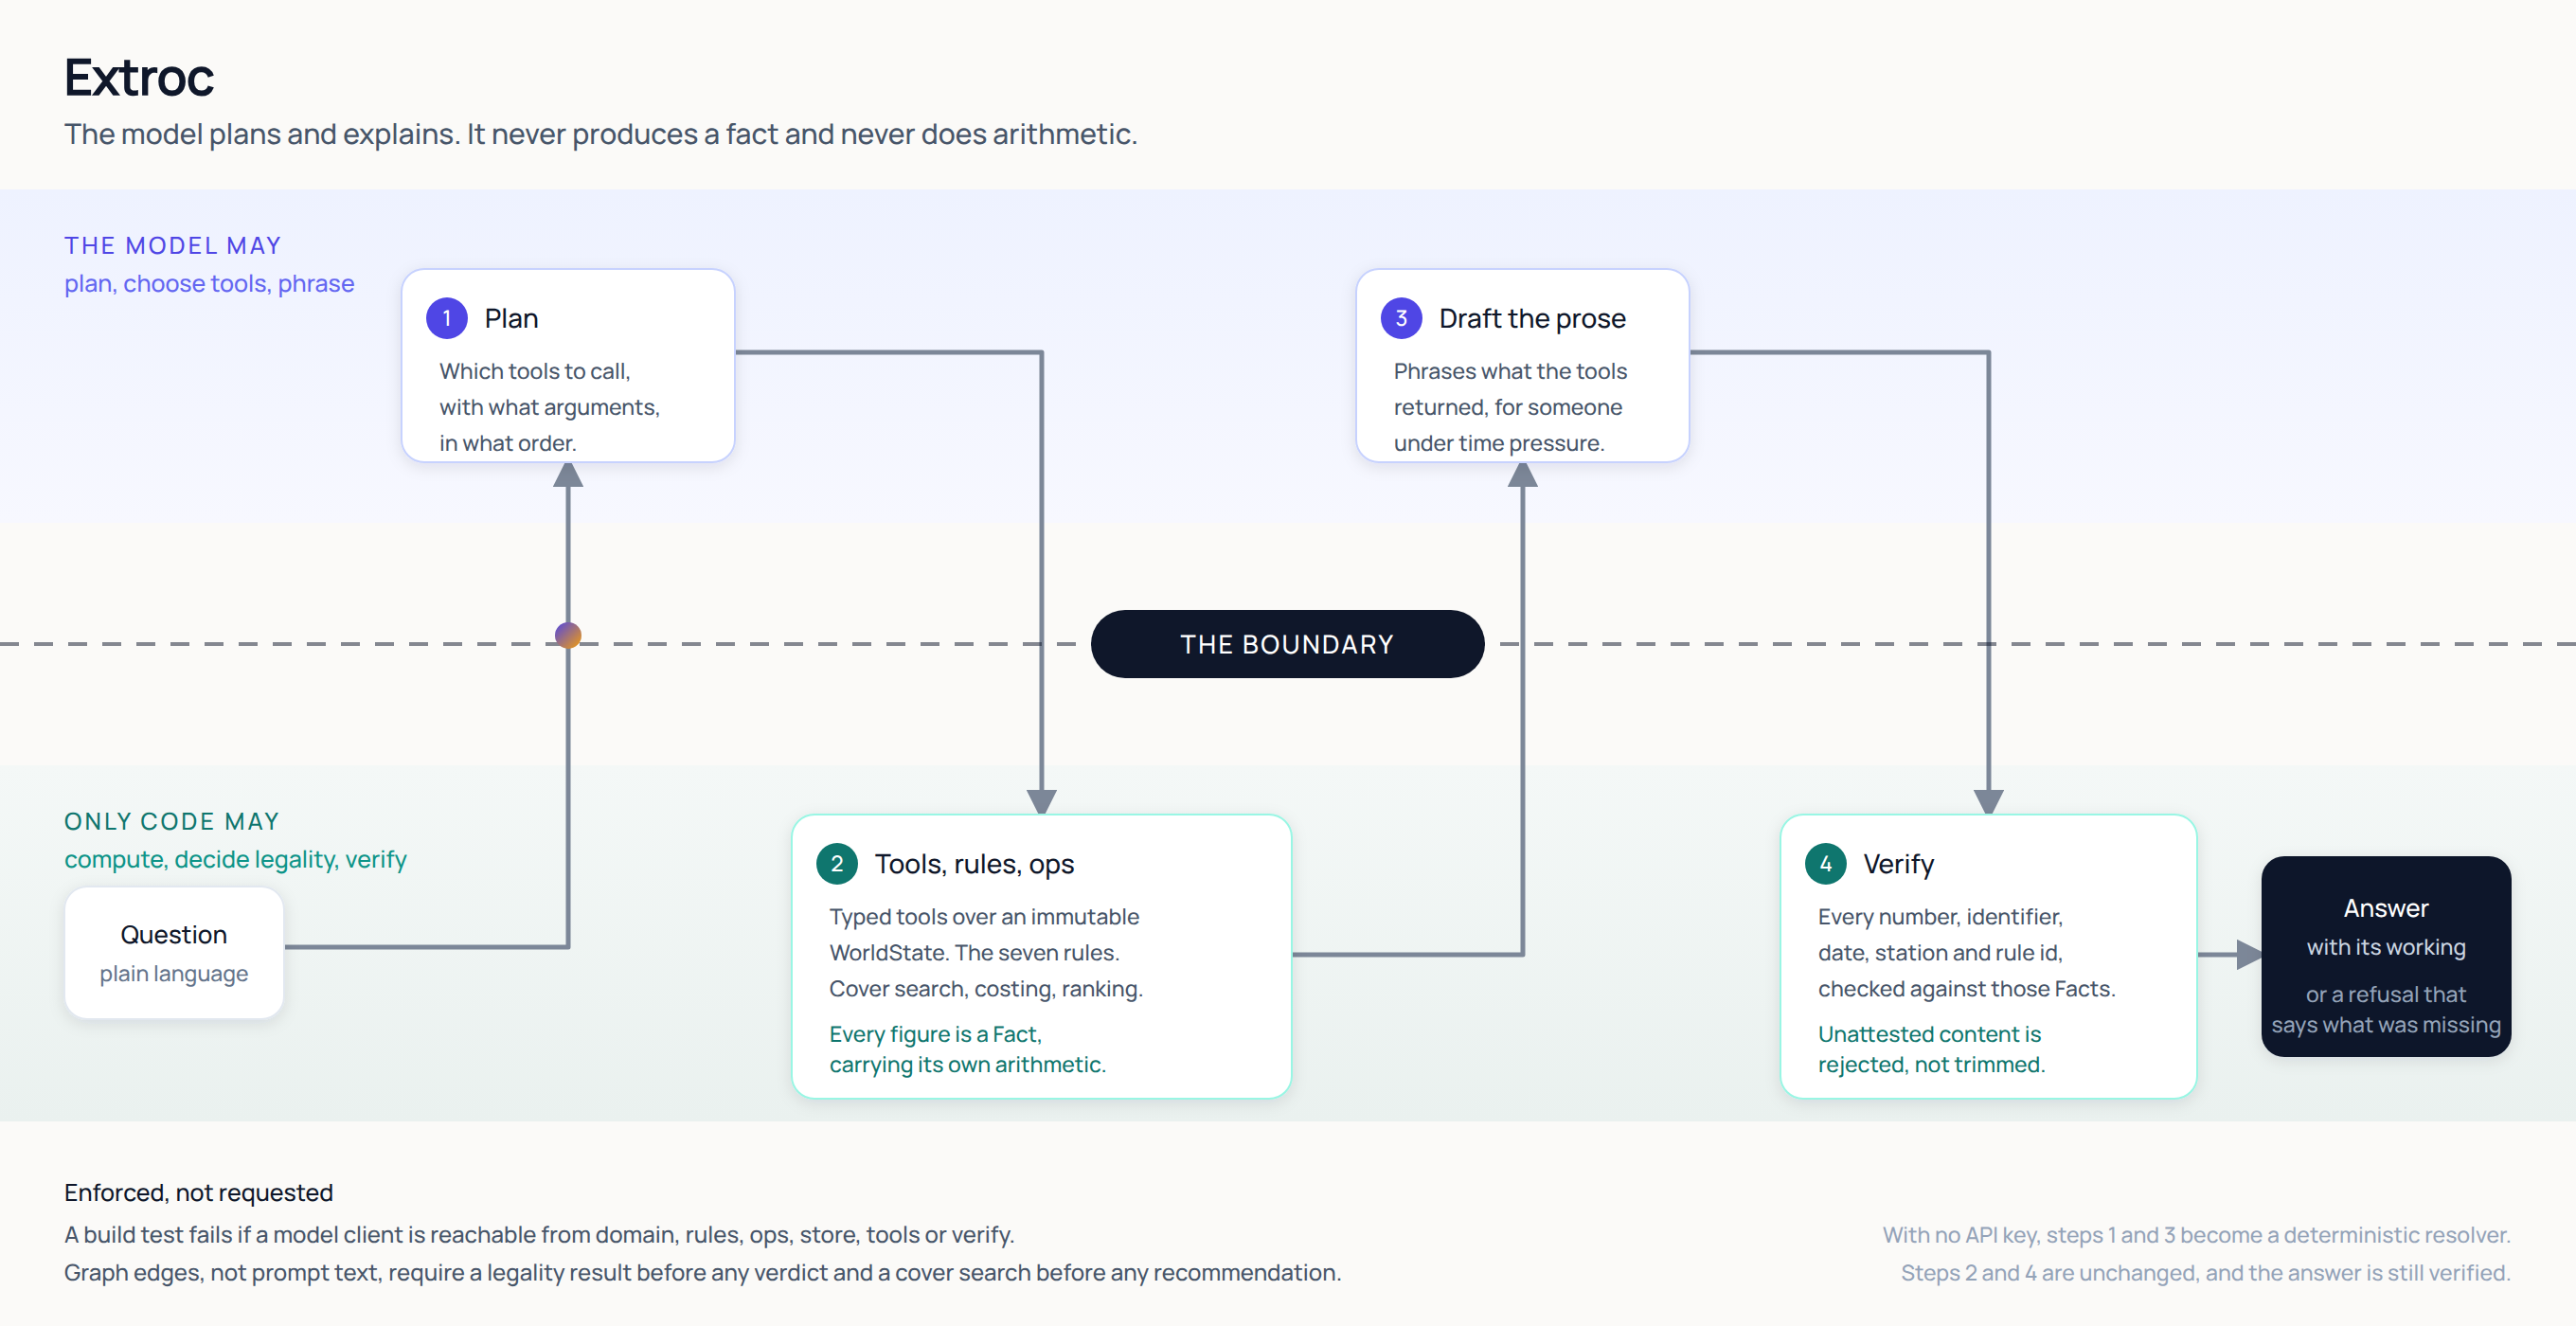 Extroc
The model plans and explains. It never produces a fact and never does arithmetic.
THE MODEL MAY
plan, choose tools, phrase
1 Plan
Which tools to call,
with what arguments,
in what order.
3 Draft the prose
Phrases what the tools
returned, for someone
under time pressure.
THE BOUNDARY
ONLY CODE MAY
compute, decide legality, verify
Question
plain language
2 Tools, rules, ops
Typed tools over an immutable
WorldState. The seven rules.
Cover search, costing, ranking.
Every figure is a Fact,
carrying its own arithmetic.
4 Verify
Every number, identifier,
date, station and rule id,
checked against those Facts.
Unattested content is
rejected, not trimmed.
Answer
with its working
or a refusal that
says what was missing
Enforced, not requested
A build test fails if a model client is reachable from domain, rules, ops, store, tools or verify.
Graph edges, not prompt text, require a legality result before any verdict and a cover search before any recommendation.
With no API key, steps 1 and 3 become a deterministic resolver.
Steps 2 and 4 are unchanged, and the answer is still verified.